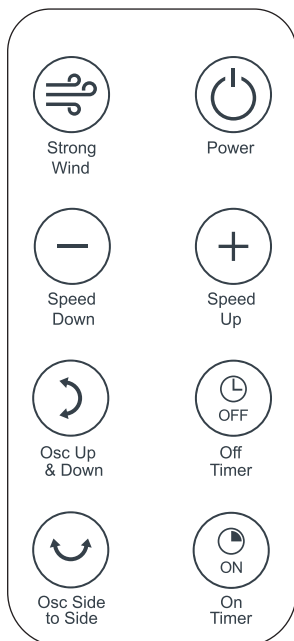 Strong
Wind
Power
Speed
Down
Speed
Up
Osc Up
& Down
OFF
Off
Timer
Osc Side
to Side
ON
On
Timer